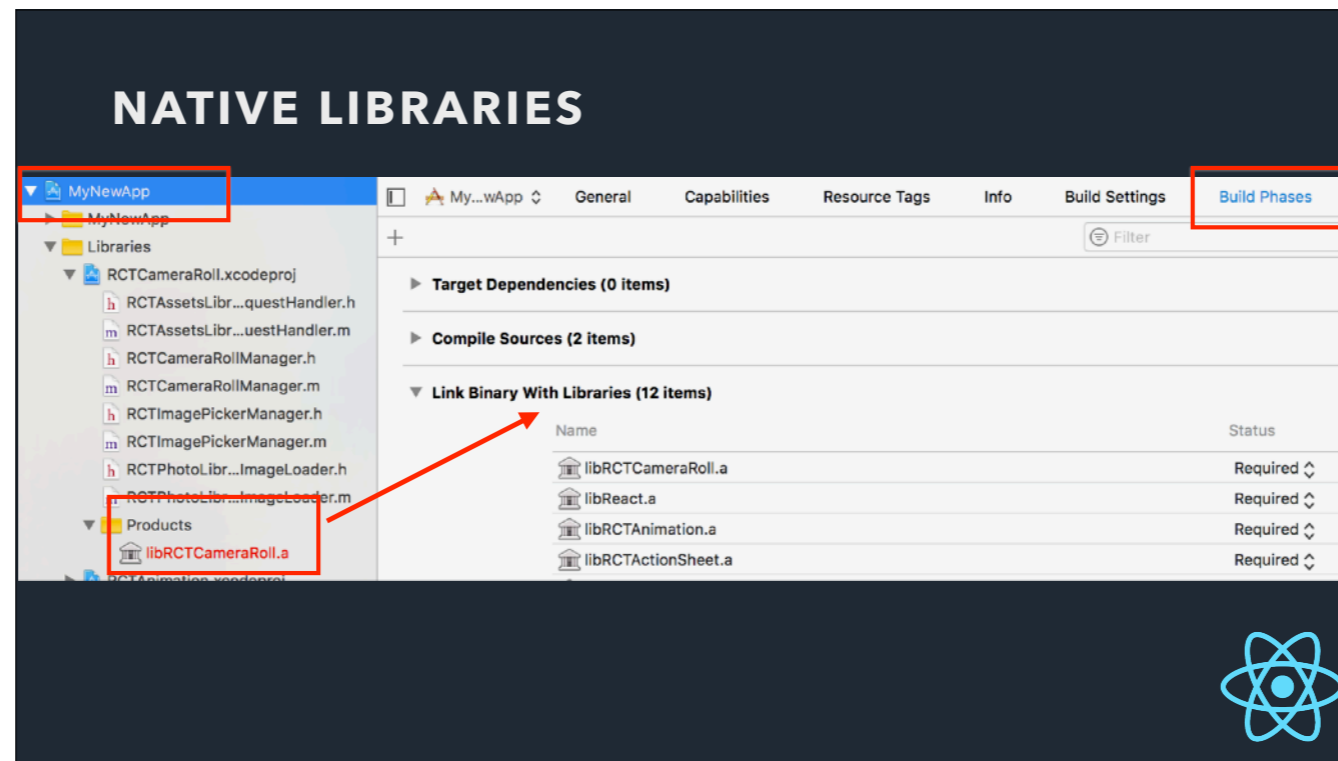 NATIVE LIBRARIES
MyNewApp
MyNewApp
Libraries
RCTCameraRoll.xcodeproj
RCTAssetsLibr...questHandler.h
RCTAssetsLibr...uestHandler.m
RCTCameraRollManager.h
RCTCameraRollManager.m
RCTImagePickerManager.h
RCTImagePickerManager.m
RCTPhotoLibr...ImageLoader.h
RCTPhotoLibr...ImageLoader.m
Products
libRCTCameraRoll.a
RCTAnimation.xcodeproj
My...wApp General Capabilities Resource Tags Info Build Settings Build Phases
+ Filter
Target Dependencies (0 items)
Compile Sources (2 items)
Link Binary With Libraries (12 items)
Name Status
libRCTCameraRoll.a Required
libReact.a Required
libRCTAnimation.a Required
libRCTActionSheet.a Required